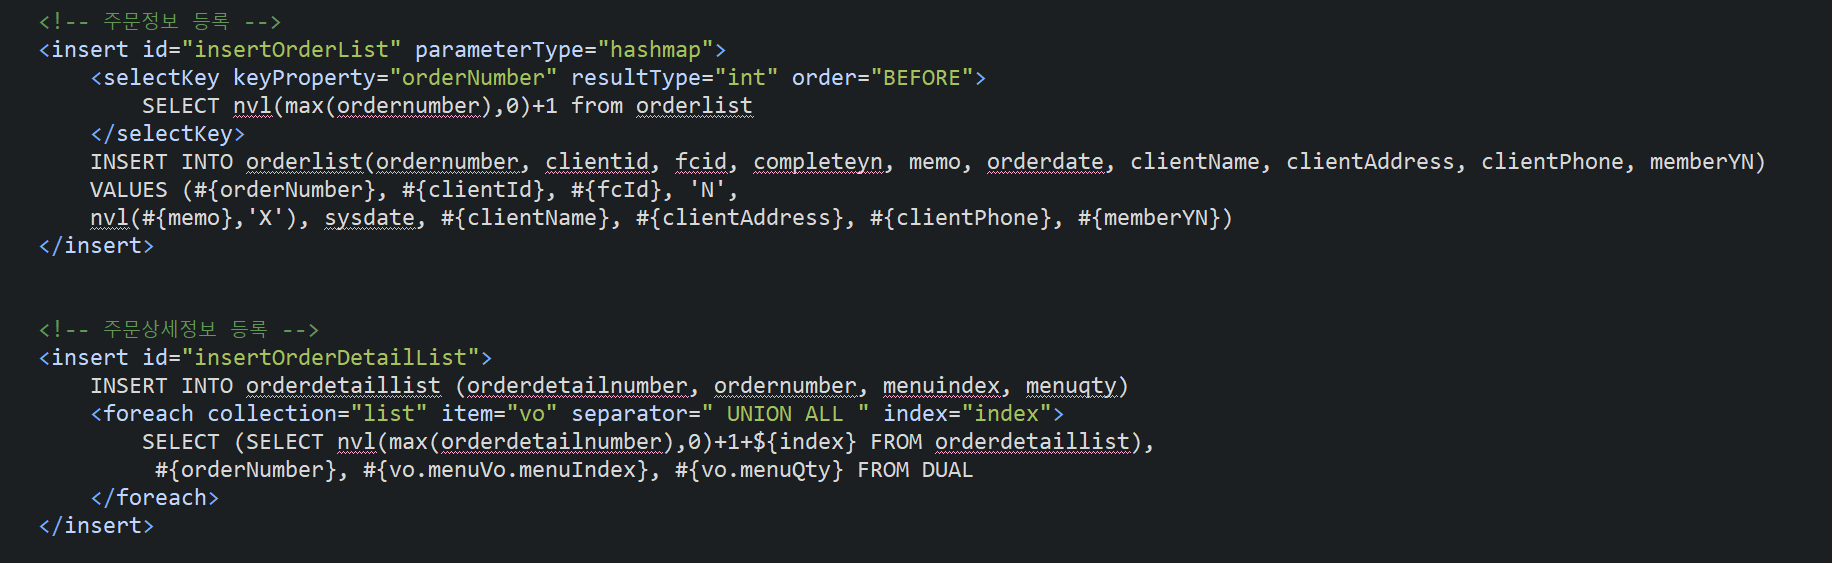 <!-- 주문정보 등록 -->
<insert id="insertOrderList" parameterType="hashmap">
    <selectKey keyProperty="orderNumber" resultType="int" order="BEFORE">
        SELECT nvl(max(ordernumber),0)+1 from orderlist
    </selectKey>
    INSERT INTO orderlist(ordernumber, clientid, fcid, completeyn, memo, orderdate, clientName, clientAddress, clientPhone, memberYN)
    VALUES (#{orderNumber}, #{clientId}, #{fcId}, 'N',
    nvl(#{memo},'X'), sysdate, #{clientName}, #{clientAddress}, #{clientPhone}, #{memberYN})
</insert>
<!-- 주문상세정보 등록 -->
<insert id="insertOrderDetailList">
    INSERT INTO orderdetaillist (orderdetailnumber, ordernumber, menuindex, menuqty)
    <foreach collection="list" item="vo" separator=" UNION ALL " index="index">
        SELECT (SELECT nvl(max(orderdetailnumber),0)+1+${index} FROM orderdetaillist),
         #{orderNumber}, #{vo.menuVo.menuIndex}, #{vo.menuQty} FROM DUAL
    </foreach>
</insert>